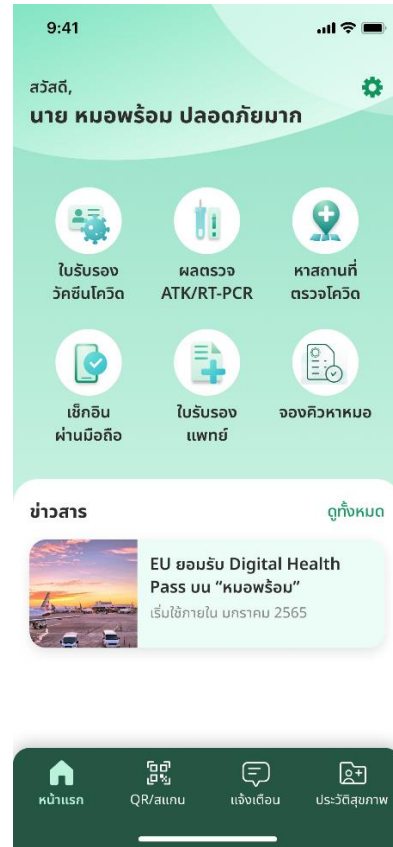 9:41
สวัสดี,
นาย หมอพร้อม ปลอดภัยมาก
ใบรับรอง
วัคซีนโควิด
ผลตรวจ
ATK/RT-PCR
หาสถานที่
ตรวจโควิด
เช็กอิน
ผ่านมือถือ
ใบรับรอง
แพทย์
จองคิวหาหมอ
ข่าวสาร
ดูทั้งหมด
EU ยอมรับ Digital Health
Pass บน “หมอพร้อม”
เริ่มใช้ภายใน มกราคม 2565
หน้าแรก
QR/สแกน
แจ้งเตือน
ประวัติสุขภาพ